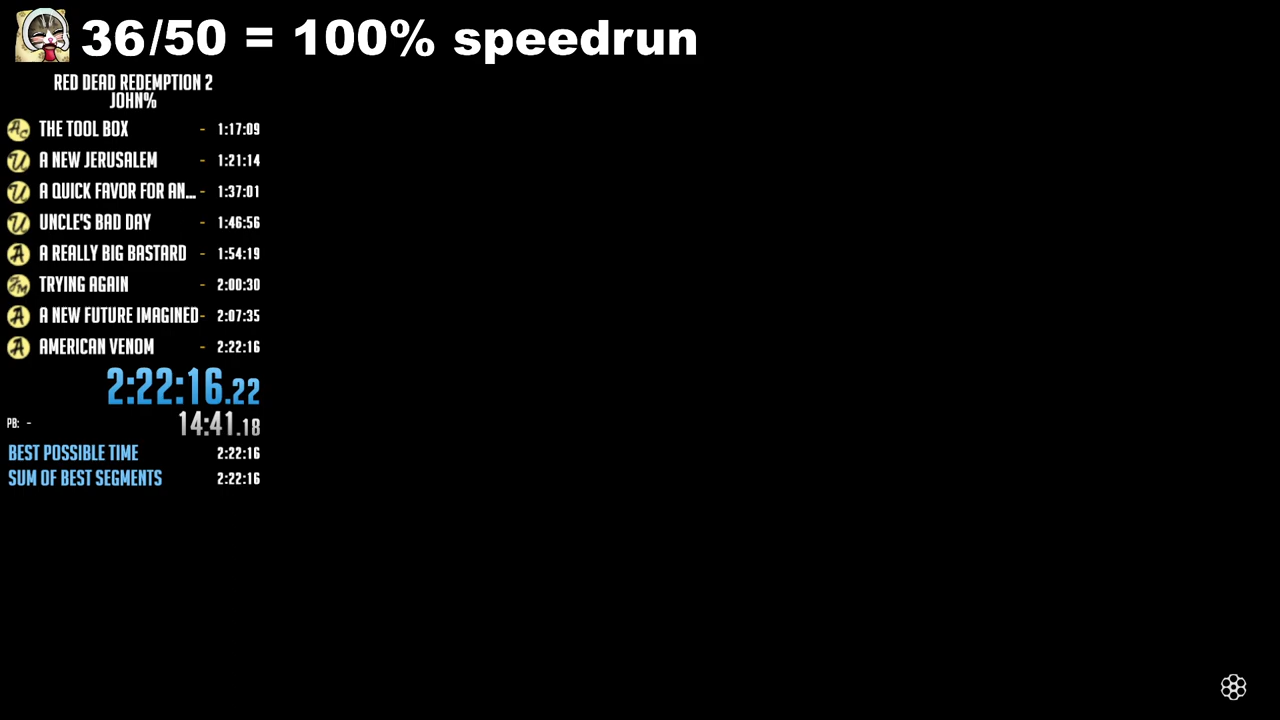 36/50 = 100% speedrun
RED DEAD REDEMPTION 2
JOHN%
THE TOOL BOX - 1:17:09
A NEW JERUSALEM - 1:21:14
A QUICK FAVOR FOR AN... - 1:37:01
UNCLE'S BAD DAY - 1:46:56
A REALLY BIG BASTARD - 1:54:19
TRYING AGAIN - 2:00:30
A NEW FUTURE IMAGINED - 2:07:35
AMERICAN VENOM - 2:22:16
2:22:16.22
PB: - 14:41.18
BEST POSSIBLE TIME 2:22:16
SUM OF BEST SEGMENTS 2:22:16